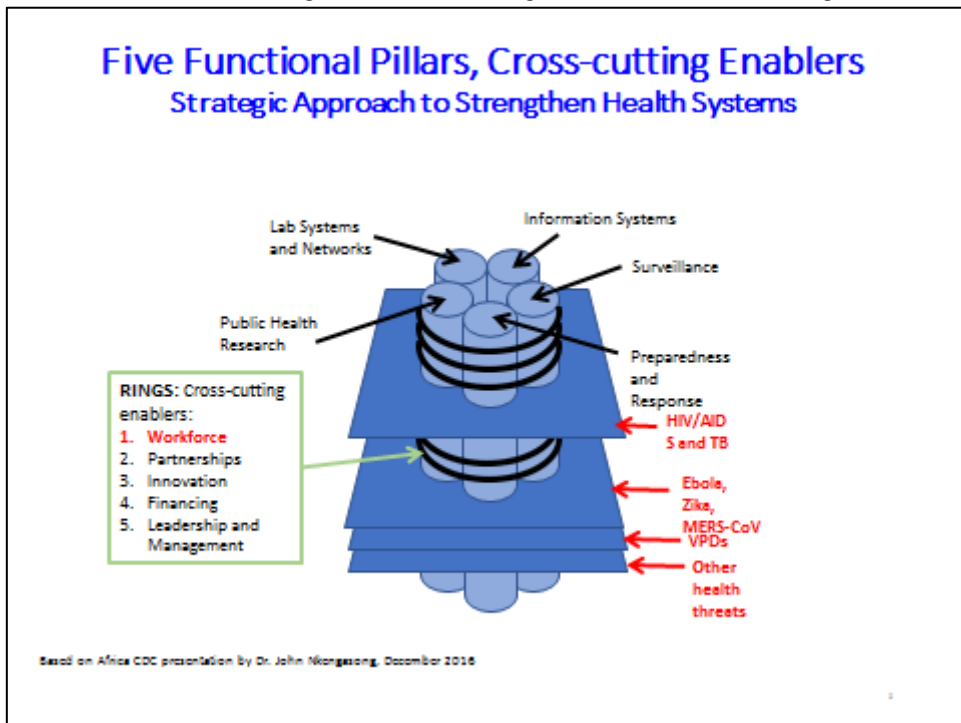 Five Functional Pillars, Cross-cutting Enablers
Strategic Approach to Strengthen Health Systems
Lab Systems
and Networks
Information Systems
Surveillance
Public Health
Research
Preparedness
and
Response
RINGS: Cross-cutting
enablers:
1. Workforce
2. Partnerships
3. Innovation
4. Financing
5. Leadership and
Management
HIV/AID
S and TB
Ebola,
Zika,
MERS-CoV
VPDs
Other
health
threats
Based on Africa CDC presentation by Dr. John Nkengasong, December 2016